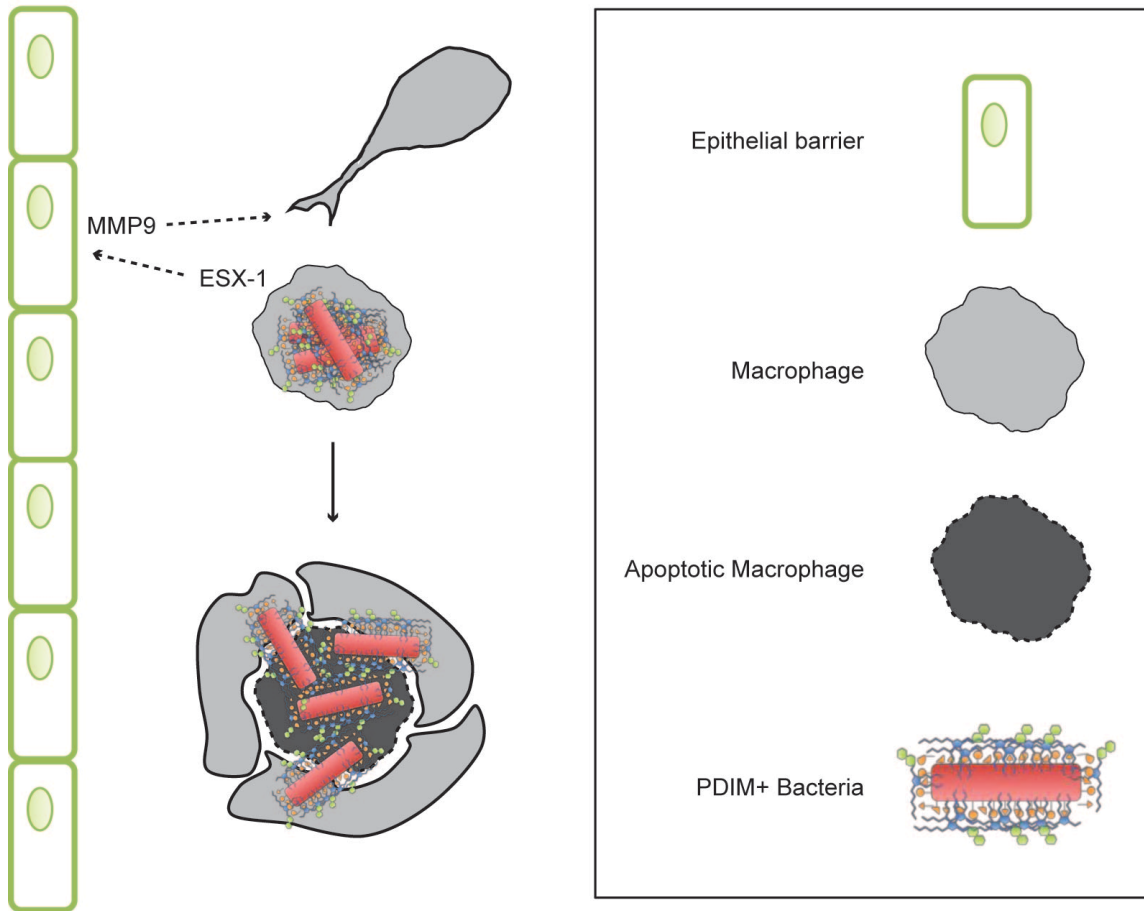 MMP9
ESX-1
Epithelial barrier
Macrophage
Apoptotic Macrophage
PDIM+ Bacteria